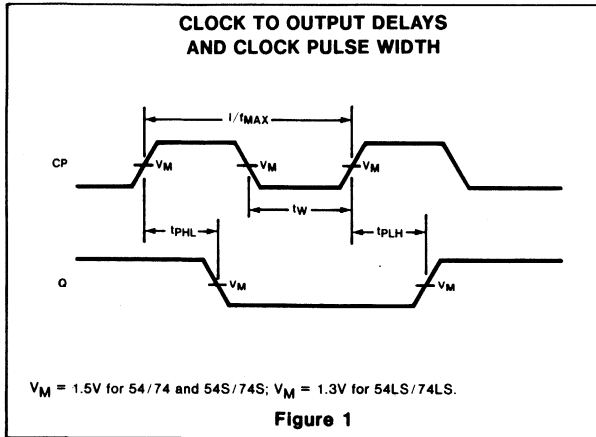 CLOCK TO OUTPUT DELAYS
AND CLOCK PULSE WIDTH
1/fMAX
CP
VM
VM
VM
tW
tPHL
tPLH
Q
VM
VM
VM = 1.5V for 54/74 and 54S/74S; VM = 1.3V for 54LS/74LS.
Figure 1